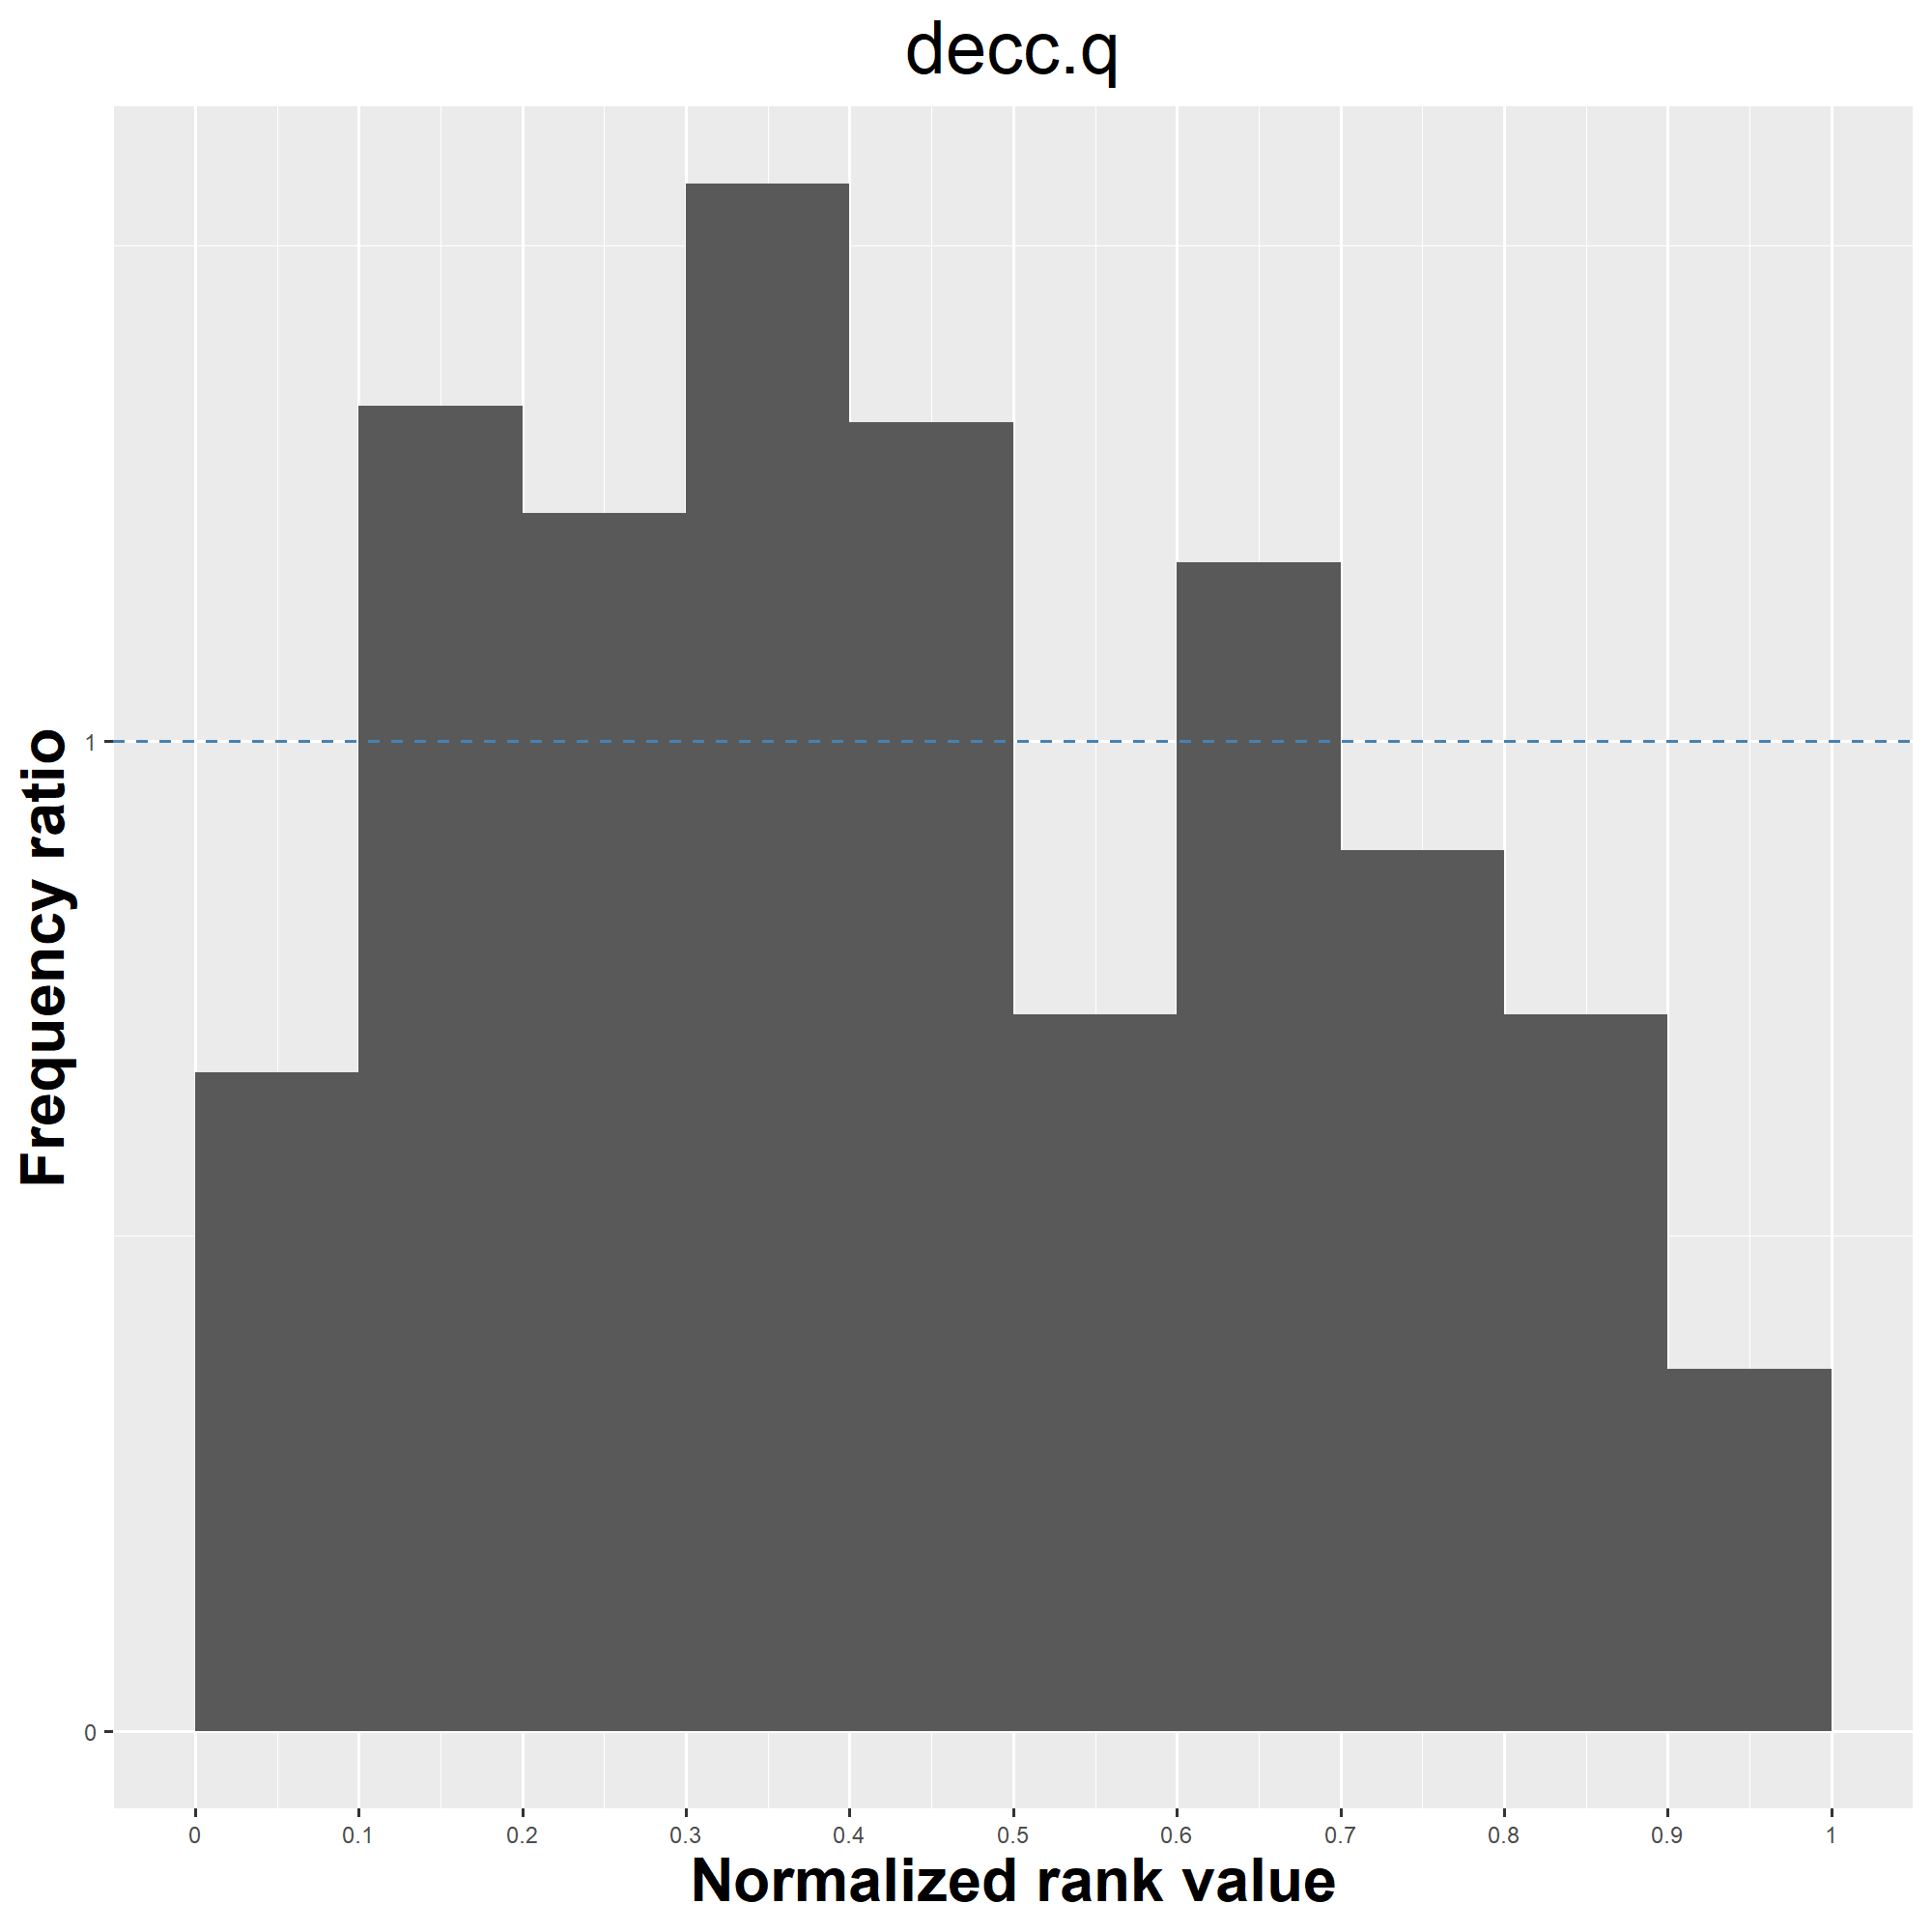 decc.q
Frequency ratio
1
0
0 0.1 0.2 0.3 0.4 0.5 0.6 0.7 0.8 0.9 1
Normalized rank value